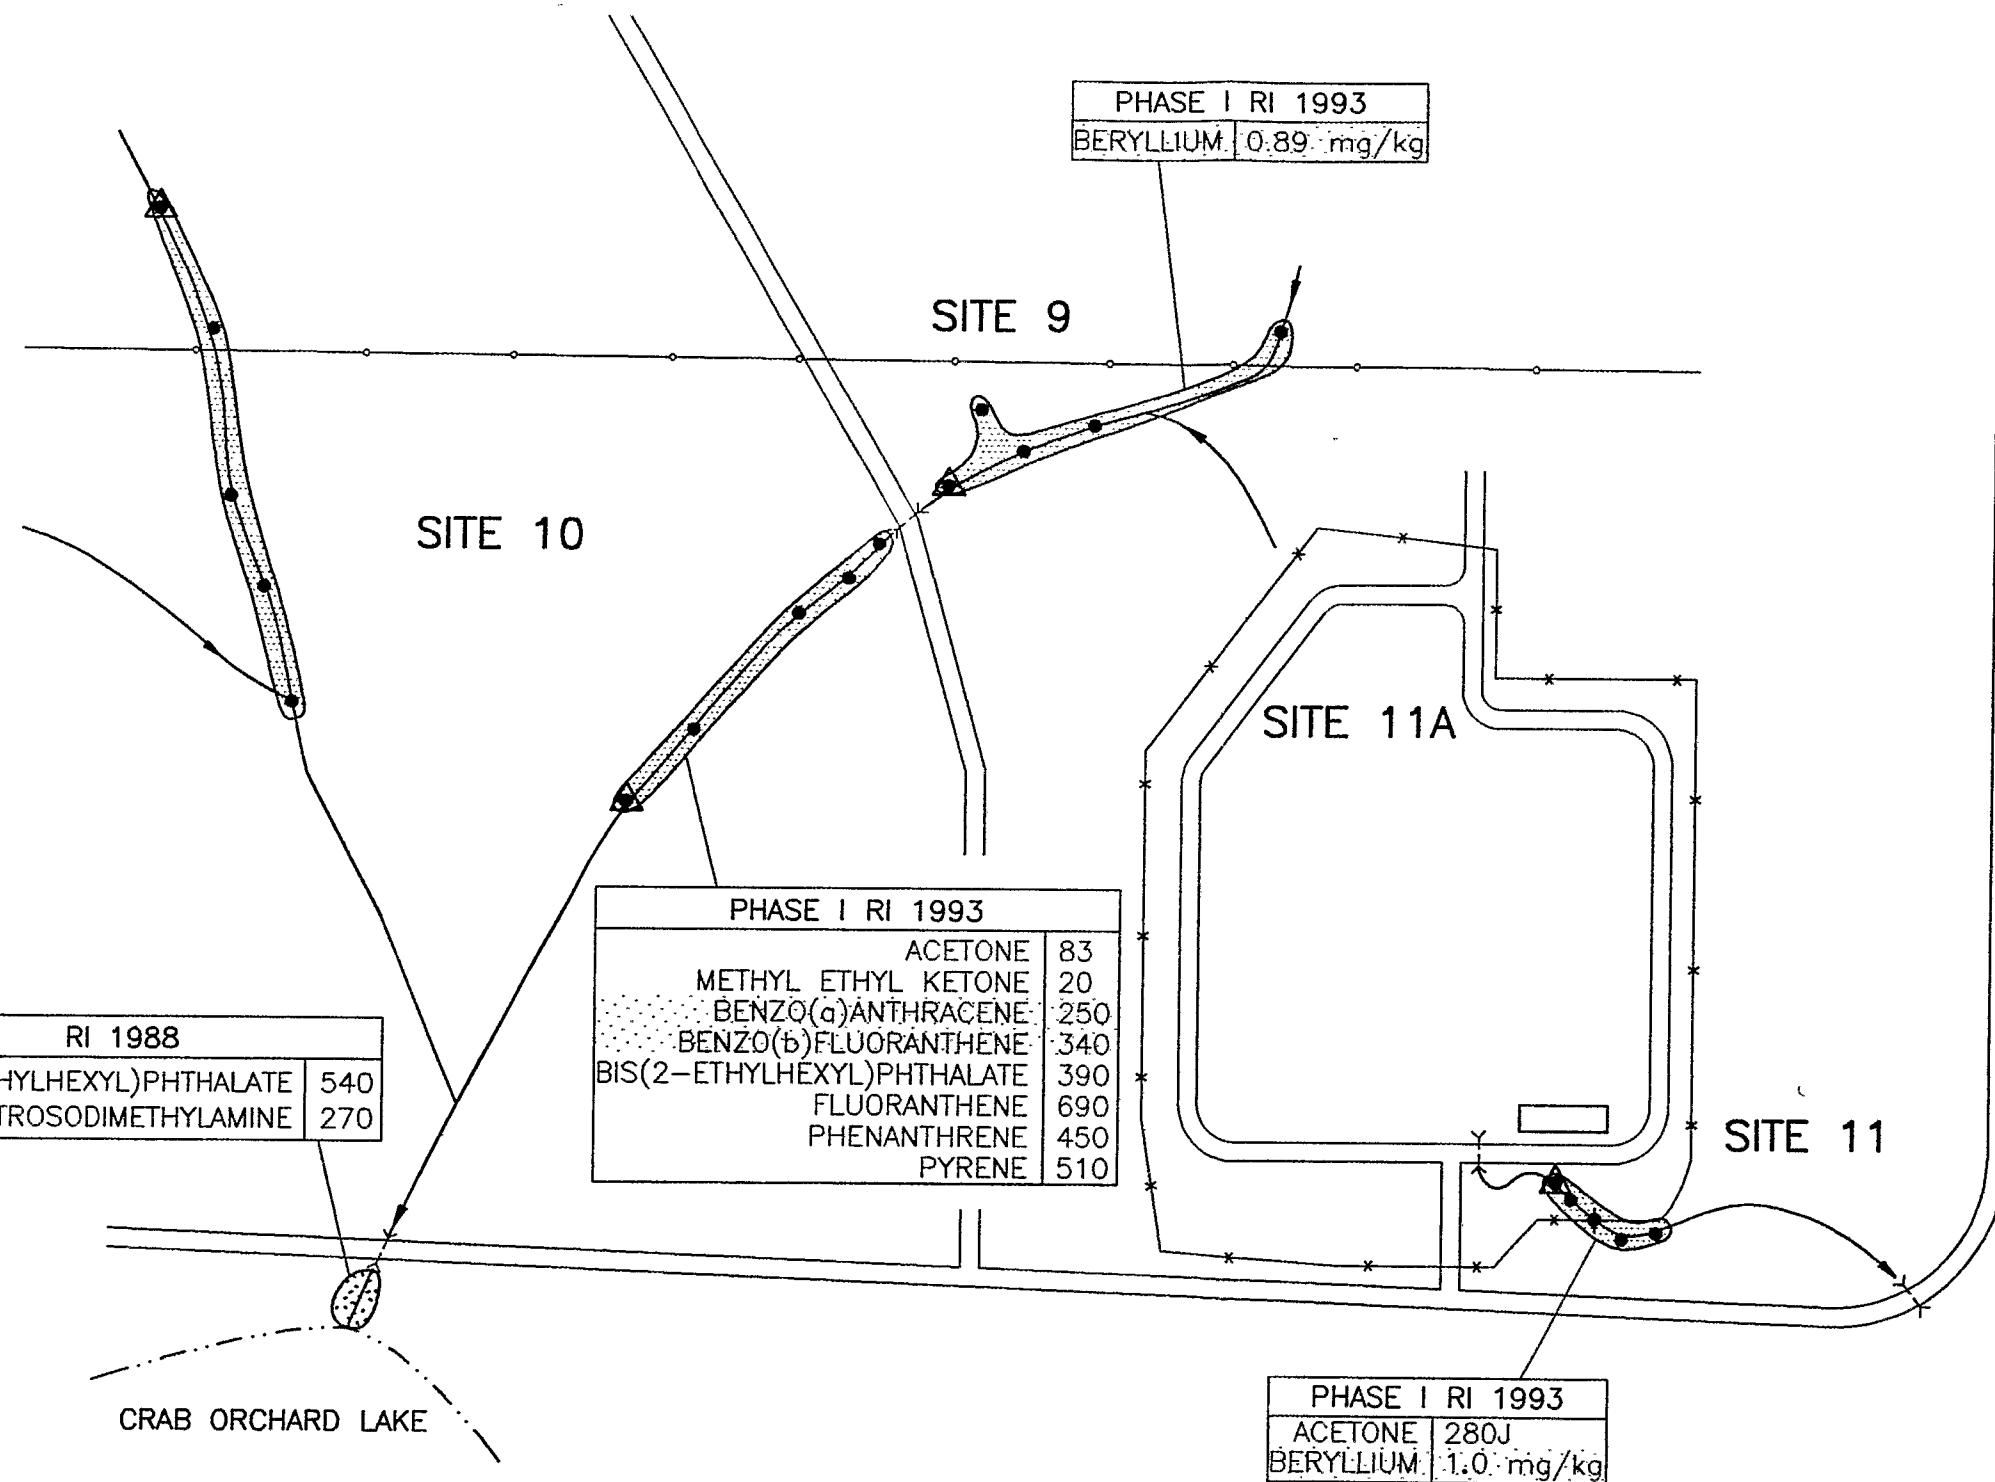 PHASE I RI 1993
BERYLLIUM 0.89 mg/kg
SITE 9
SITE 10
SITE 11A
PHASE I RI 1993
ACETONE 83
METHYL ETHYL KETONE 20
BENZO(a)ANTHRACENE 250
BENZO(b)FLUORANTHENE 340
BIS(2-ETHYLHEXYL)PHTHALATE 390
FLUORANTHENE 690
PHENANTHRENE 450
PYRENE 510
RI 1988
HYLHEXYL)PHTHALATE 540
TROSODIMETHYLAMINE 270
SITE 11
CRAB ORCHARD LAKE
PHASE I RI 1993
ACETONE 280J
BERYLLIUM 1.0 mg/kg